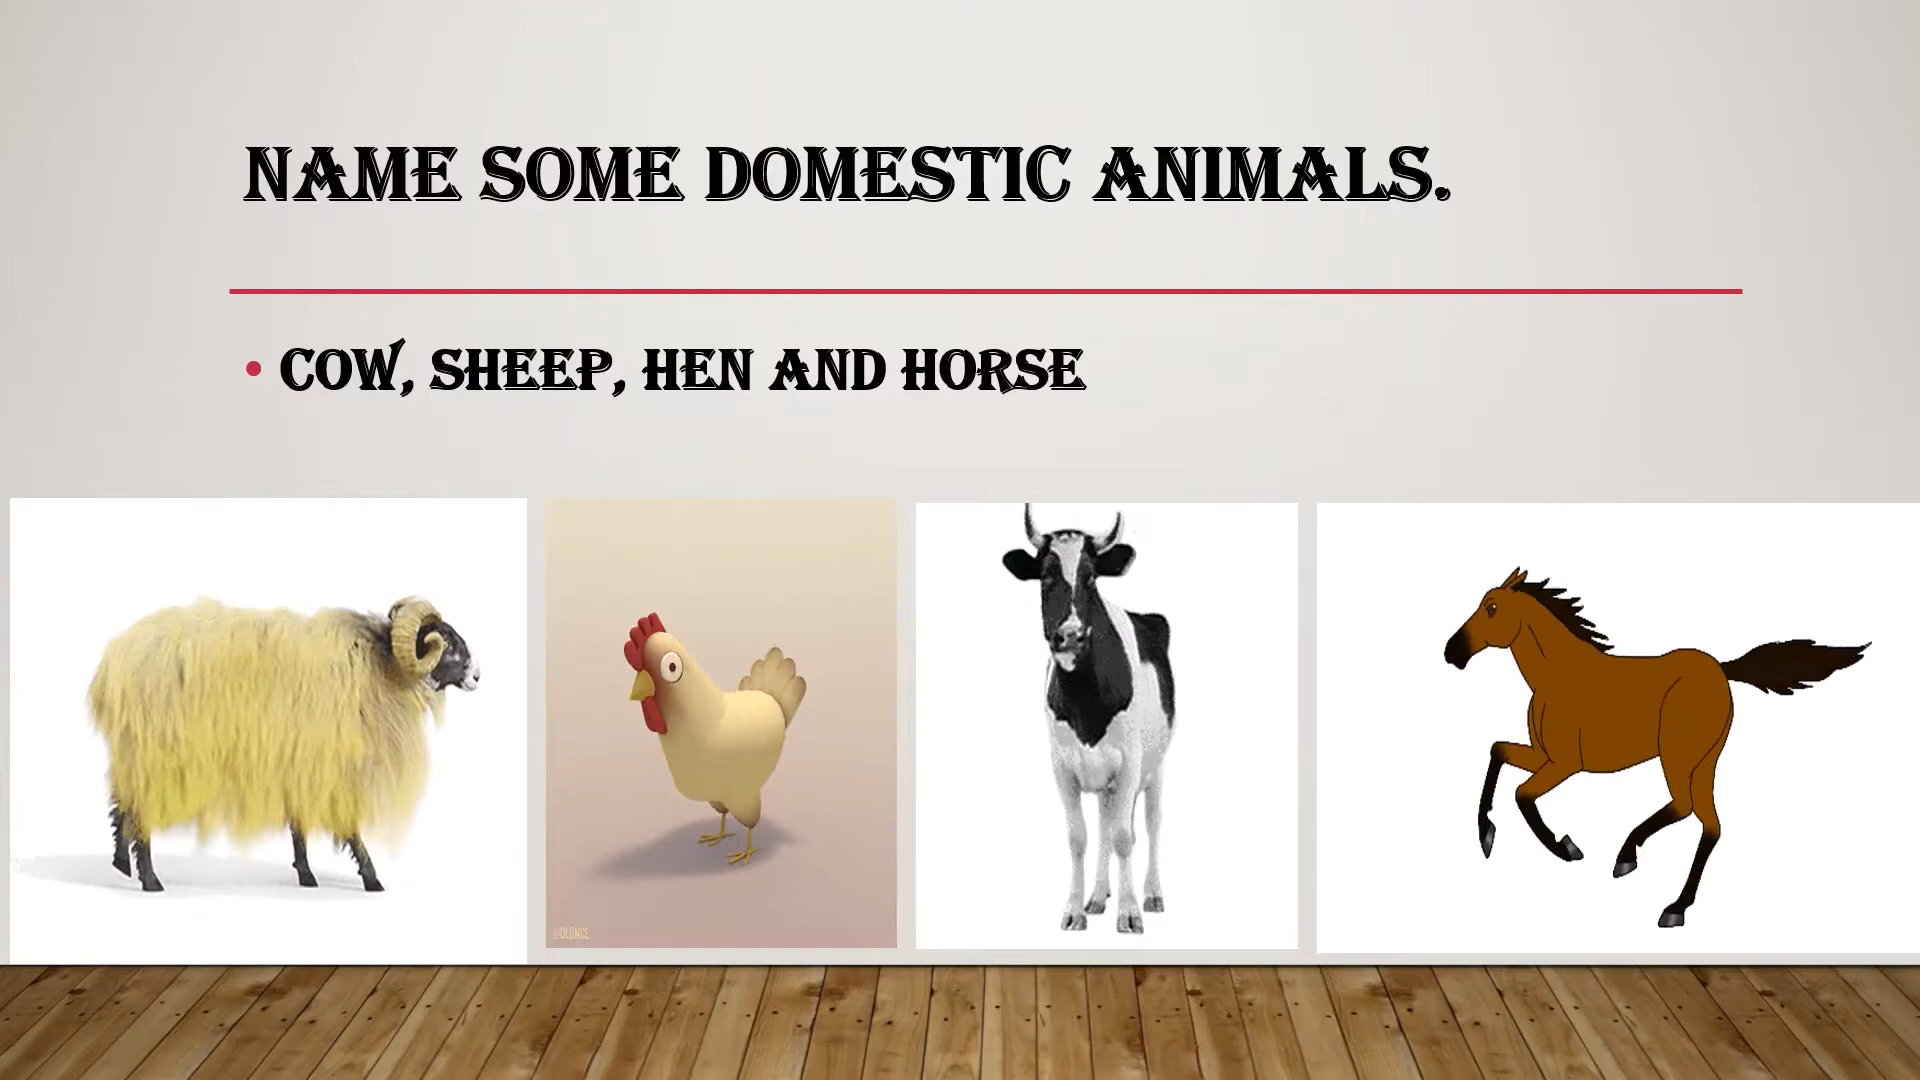 NAME SOME DOMESTIC ANIMALS.
• COW, SHEEP, HEN AND HORSE